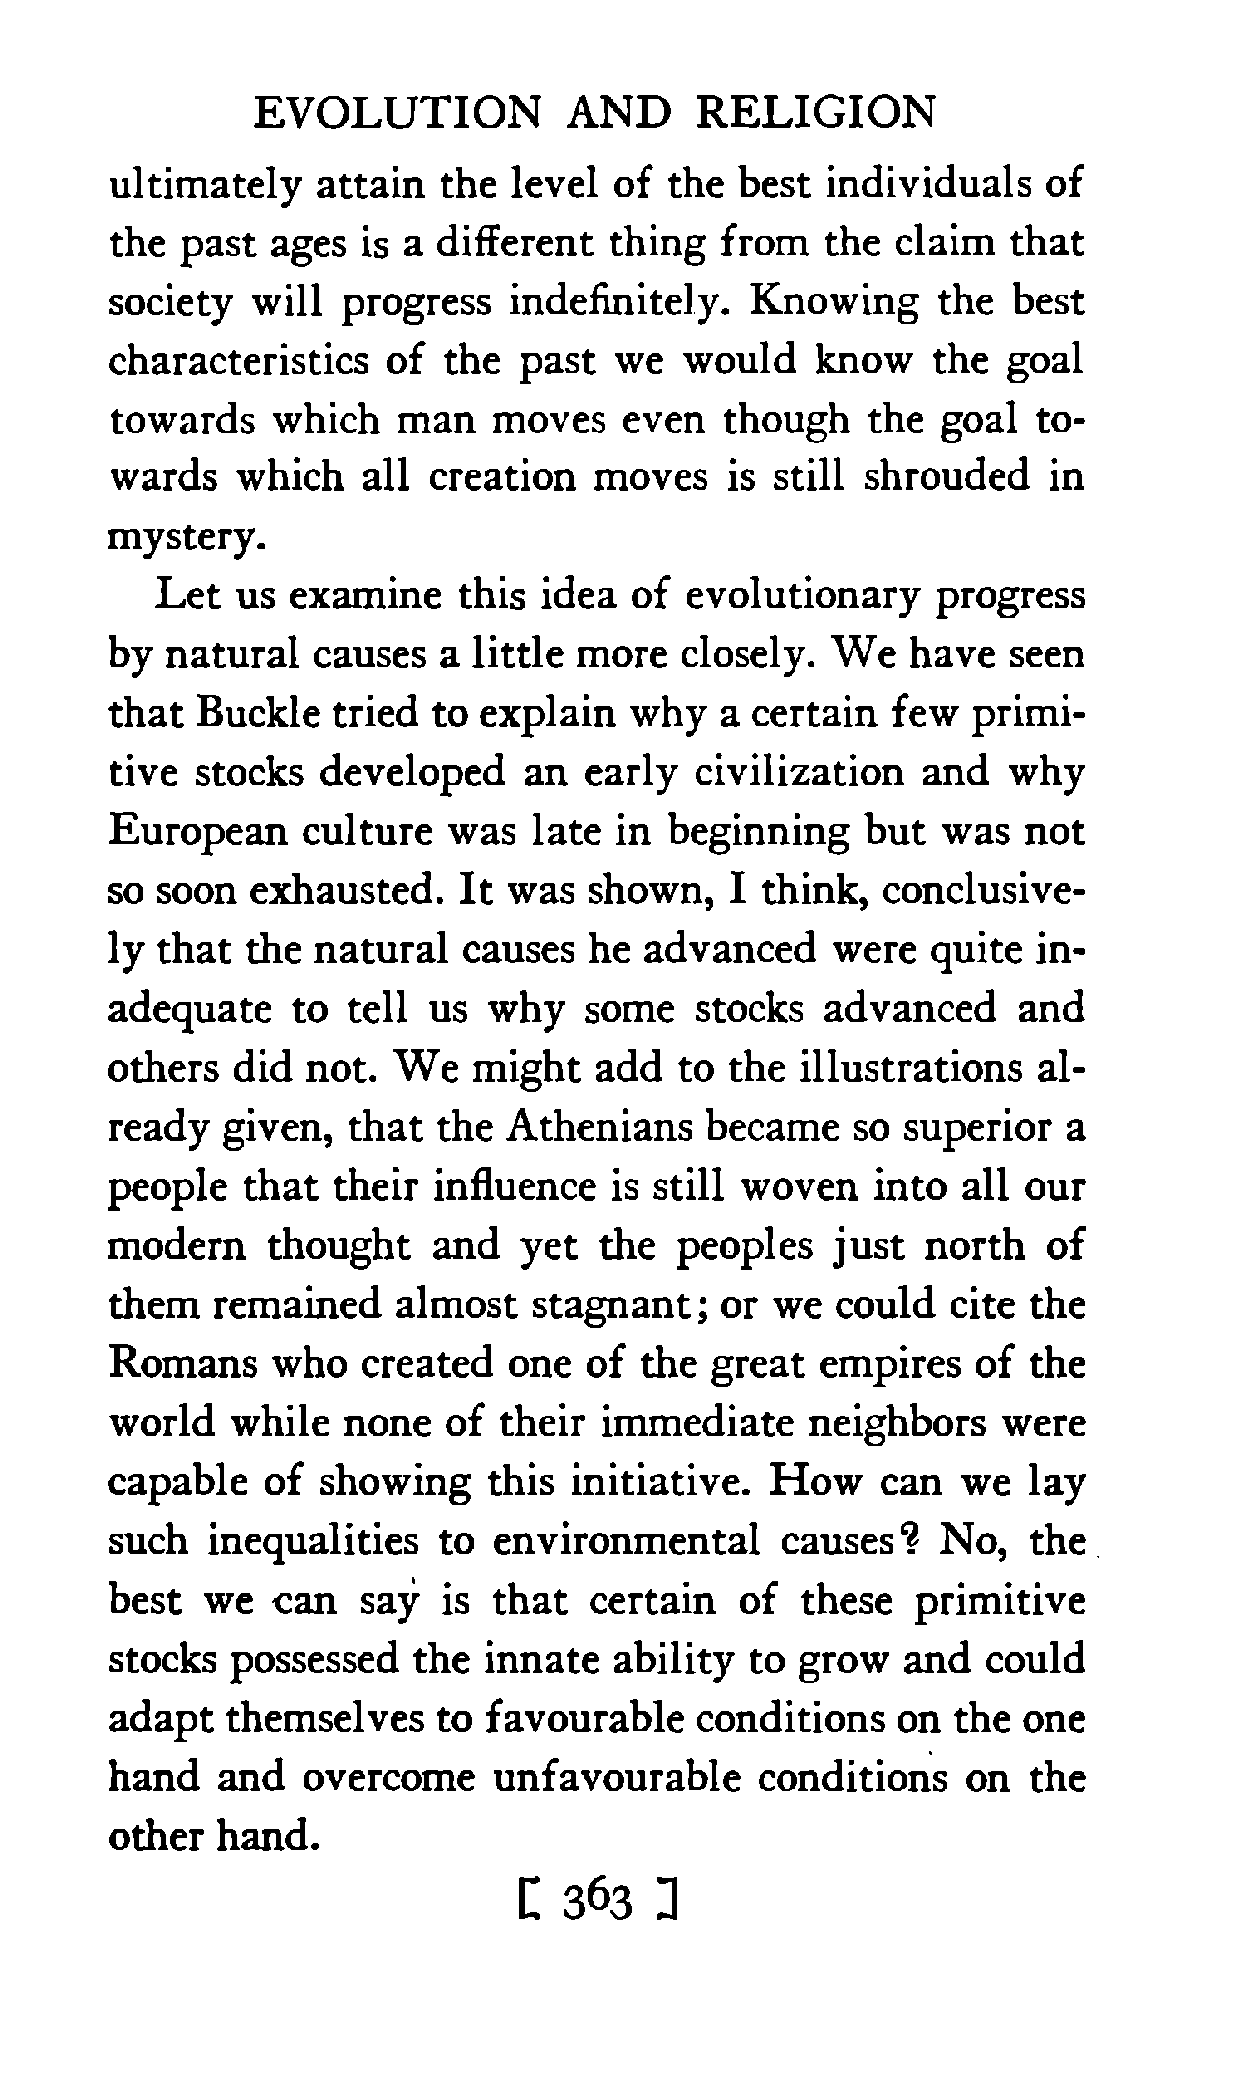 EVOLUTION AND RELIGION
ultimately attain the level of the best individuals of
the past ages is a different thing from the claim that
society will progress indefinitely. Knowing the best
characteristics of the past we would know the goal
towards which man moves even though the goal to-
wards which all creation moves is still shrouded in
mystery.
Let us examine this idea of evolutionary progress
by natural causes a little more closely. We have seen
that Buckle tried to explain why a certain few primi-
tive stocks developed an early civilization and why
European culture was late in beginning but was not
so soon exhausted. It was shown, I think, conclusive-
ly that the natural causes he advanced were quite in-
adequate to tell us why some stocks advanced and
others did not. We might add to the illustrations al-
ready given, that the Athenians became so superior a
people that their influence is still woven into all our
modern thought and yet the peoples just north of
them remained almost stagnant; or we could cite the
Romans who created one of the great empires of the
world while none of their immediate neighbors were
capable of showing this initiative. How can we lay
such inequalities to environmental causes? No, the
best we can say is that certain of these primitive
stocks possessed the innate ability to grow and could
adapt themselves to favourable conditions on the one
hand and overcome unfavourable conditions on the
other hand.
[ 363 ]